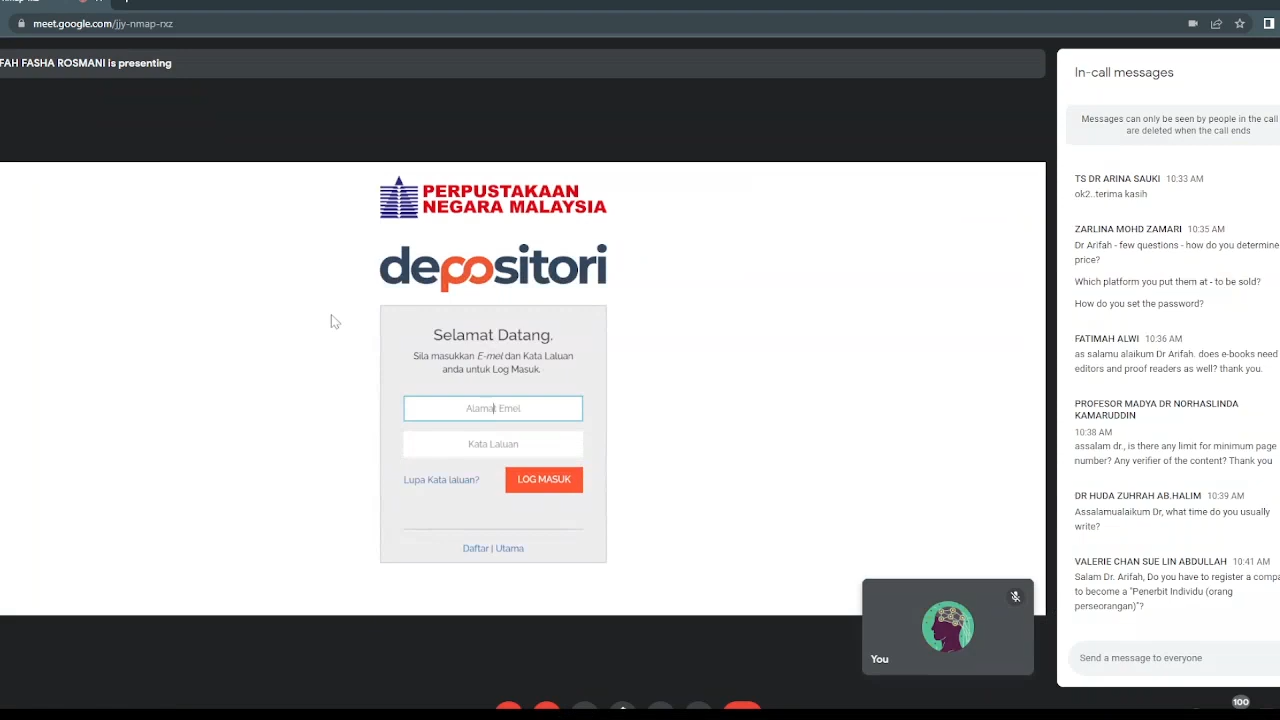 meet.google.com/jjy-nmap-rxz
FAH FASHA ROSMANI is presenting
PERPUSTAKAAN
NEGARA MALAYSIA
depositori
Selamat Datang.
Sila masukkan E-mel dan Kata Laluan
anda untuk Log Masuk.
Alamat Emel
Kata Laluan
Lupa Kata laluan?
LOG MASUK
Daftar | Utama
You
In-call messages
Messages can only be seen by people in the call
are deleted when the call ends
TS DR ARINA SAUKI 10:33 AM
ok2..terima kasih
ZARLINA MOHD ZAMARI 10:35 AM
Dr Arifah - few questions - how do you determine
price?
Which platform you put them at - to be sold?
How do you set the password?
FATIMAH ALWI 10:36 AM
as salamu alaikum Dr Arifah. does e-books need
editors and proof readers as well? thank you.
PROFESOR MADYA DR NORHASLINDA
KAMARUDDIN
10:38 AM
assalam dr., is there any limit for minimum page
number? Any verifier of the content? Thank you
DR HUDA ZUHRAH AB.HALIM 10:39 AM
Assalamualaikum Dr, what time do you usually
write?
VALERIE CHAN SUE LIN ABDULLAH 10:41 AM
Salam Dr. Arifah, Do you have to register a compa
to become a "Penerbit Individu (orang
perseorangan)"?
Send a message to everyone
100